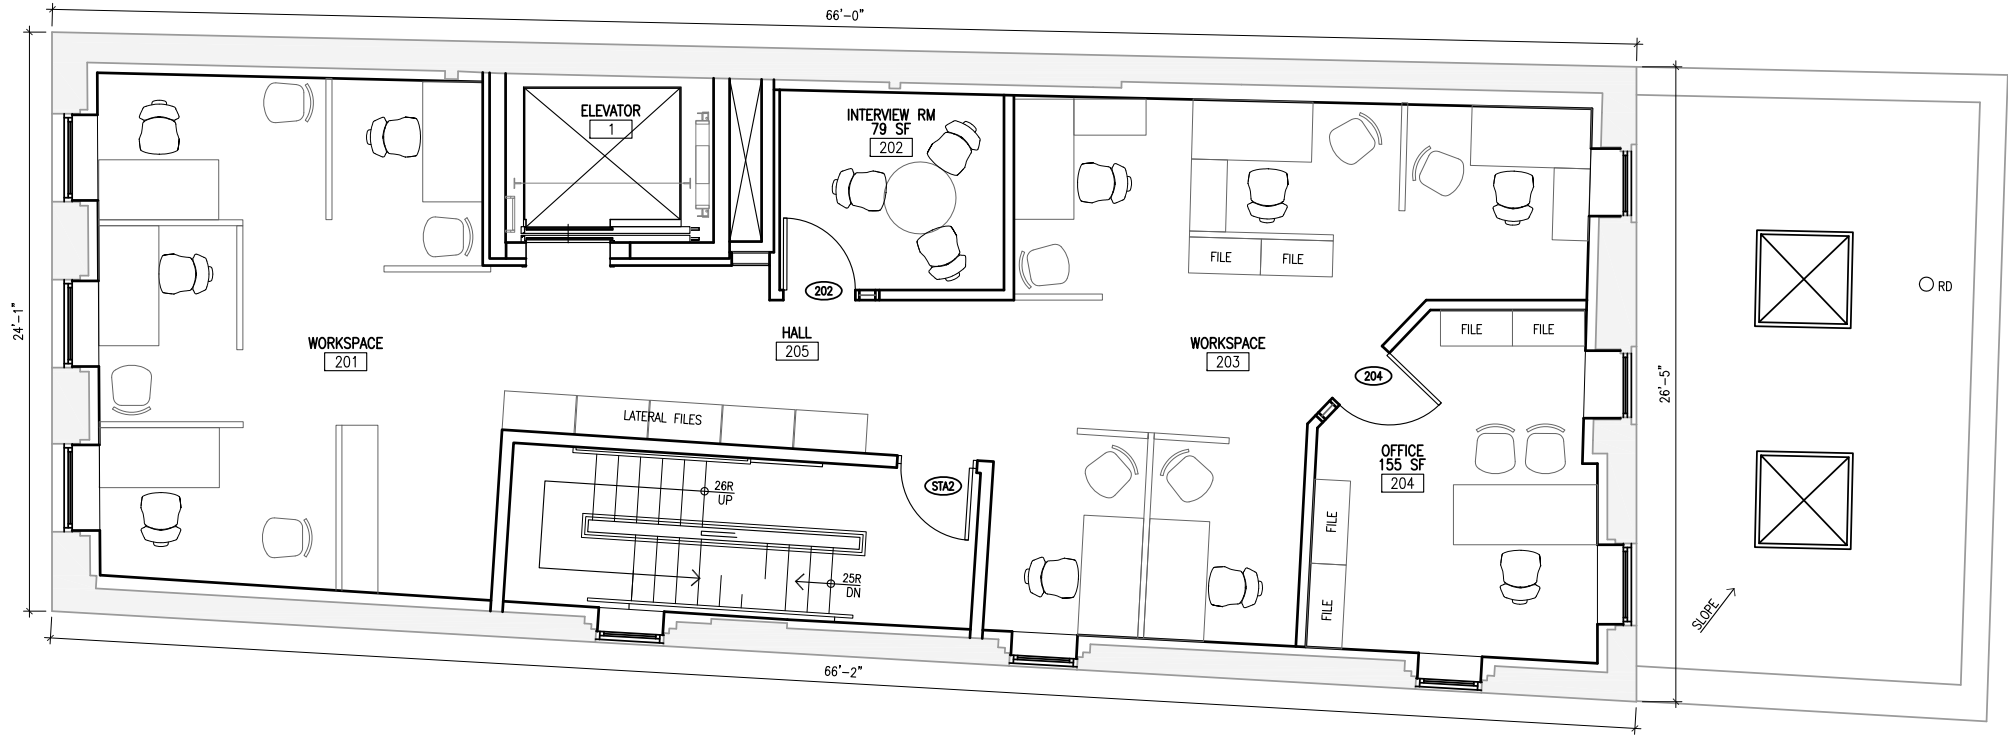 66'-0"
ELEVATOR
1
INTERVIEW RM
79 SF
202
FILE
FILE
RD
202
24'-1"
WORKSPACE
201
HALL
205
WORKSPACE
203
FILE
FILE
204
26'-5"
LATERAL FILES
OFFICE
155 SF
204
26R
UP
STA2
FILE
25R
DN
FILE
SLOPE
66'-2"